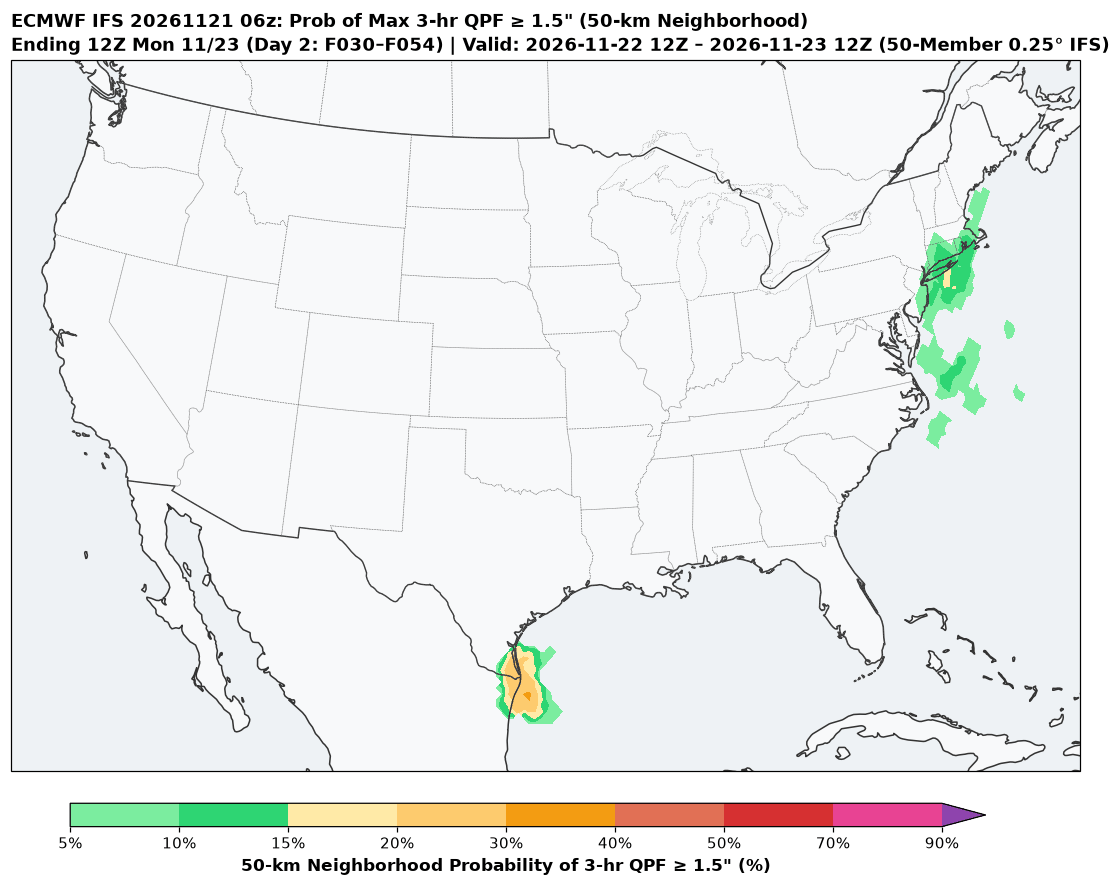 ECMWF IFS 20261121 06z: Prob of Max 3-hr QPF ≥ 1.5" (50-km Neighborhood)
Ending 12Z Mon 11/23 (Day 2: F030–F054) | Valid: 2026-11-22 12Z – 2026-11-23 12Z (50-Member 0.25° IFS)
5% 10% 15% 20% 30% 40% 50% 70% 90%
50-km Neighborhood Probability of 3-hr QPF ≥ 1.5" (%)